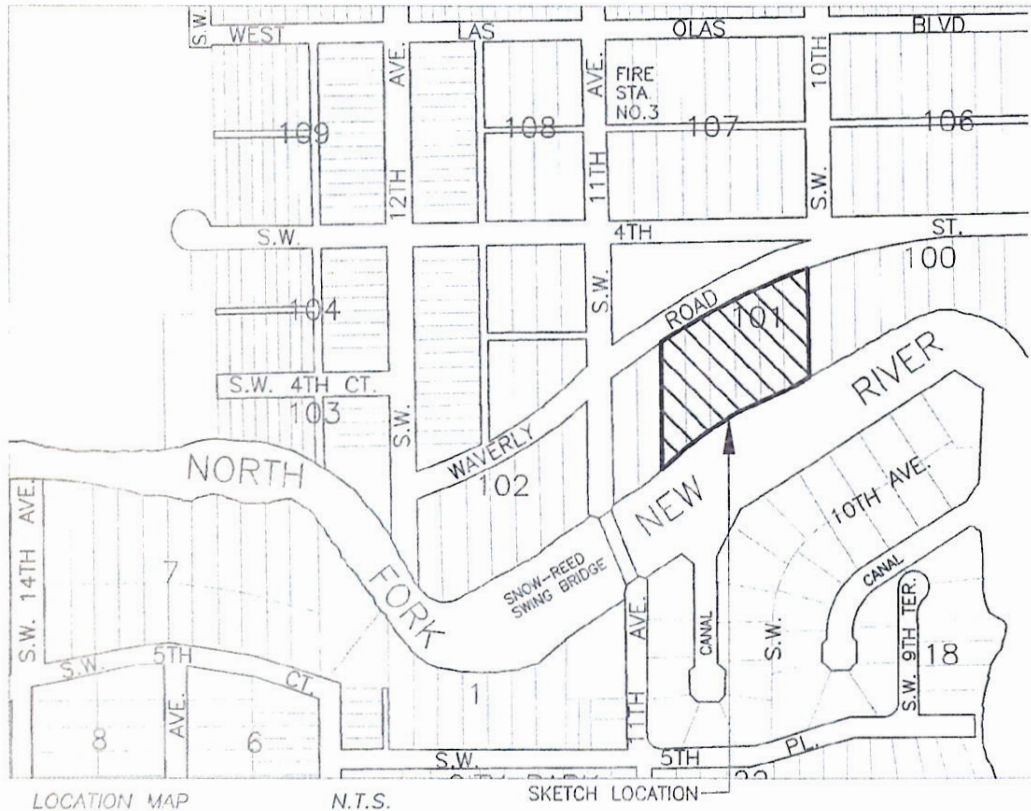 S.W.
WEST LAS OLAS BLVD
AVE.
AVE.
10TH
FIRE
STA.
NO.3
109
108
107
106
12TH
11TH
S.W.
S.W.
4TH
ST.
100
S.W.
ROAD
101
104
S.W. 4TH CT.
103
RIVER
S.W.
WAVERLY
102
NORTH
NEW
10TH AVE.
S.W. 14TH AVE.
7
FORK
SNOW-REED
SWING BRIDGE
CANAL
CANAL
S.W.
S.W. 9TH TER.
18
AVE.
S.W. 5TH CT.
1
11TH
8
AVE.
6
S.W.
5TH PL.
LOCATION MAP N.T.S. SKETCH LOCATION